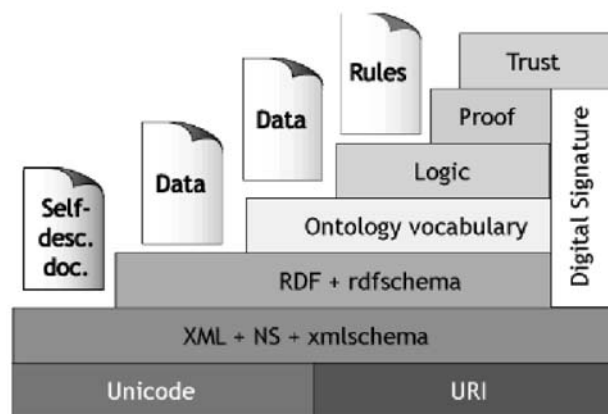 Rules
Trust
Data
Proof
Data
Logic
Self-
desc.
doc.
Ontology vocabulary
Digital Signature
RDF + rdfschema
XML + NS + xmlschema
Unicode
URI